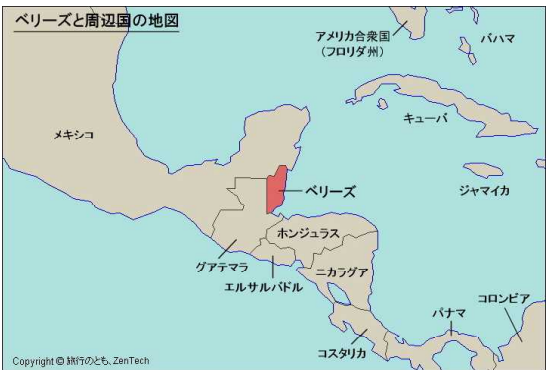 ベリーズと周辺国の地図
アメリカ合衆国
(フロリダ州)
バハマ
キューバ
メキシコ
ベリーズ
ジャマイカ
ホンジュラス
グアテマラ
ニカラグア
エルサルバドル
コロンビア
パナマ
コスタリカ
Copyright © 旅行のとも、ZenTech